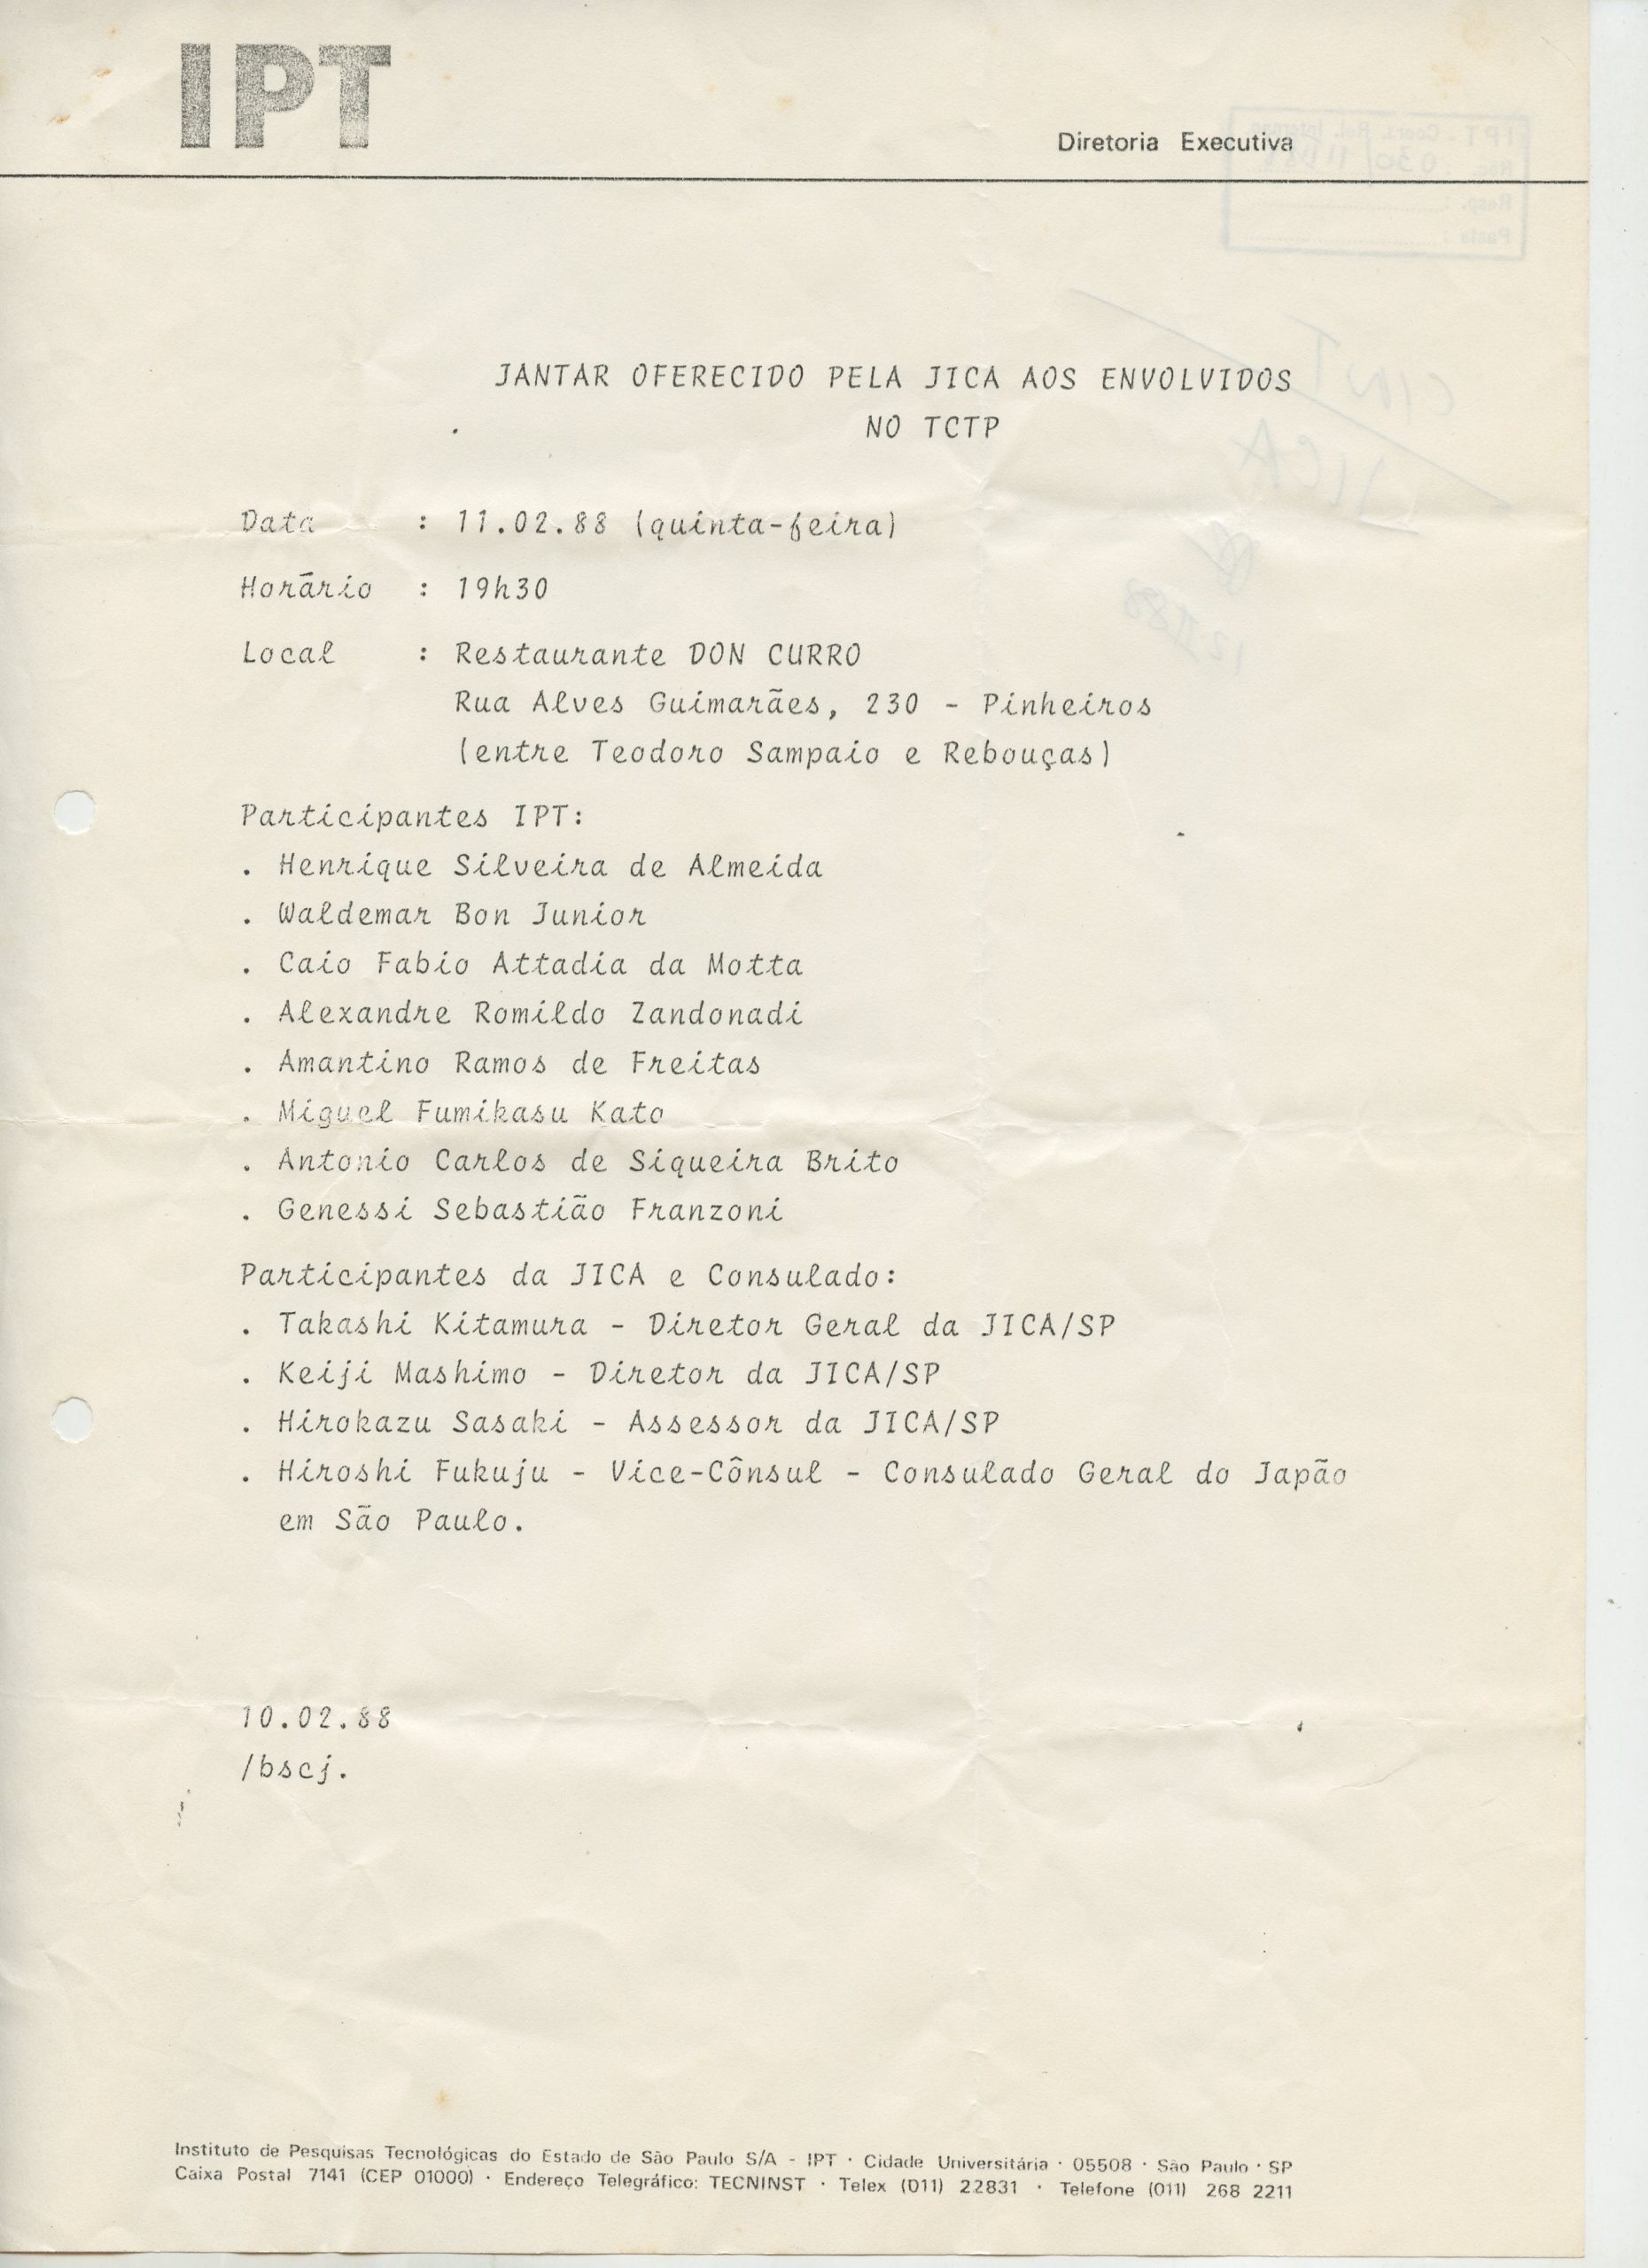 IPT
Diretoria Executiva
JANTAR OFERECIDO PELA JICA AOS ENVOLVIDOS
NO TCTP
Data : 11.02.88 (quinta-feira)
Horário : 19h30
Local : Restaurante DON CURRO
Rua Alves Guimarães, 230 - Pinheiros
(entre Teodoro Sampaio e Rebouças)
Participantes IPT:
. Henrique Silveira de Almeida
. Waldemar Bon Junior
. Caio Fabio Attadia da Motta
. Alexandre Romildo Zandonadi
. Amantino Ramos de Freitas
. Miguel Fumikasu Kato
. Antonio Carlos de Siqueira Brito
. Genessi Sebastião Franzoni
Participantes da JICA e Consulado:
. Takashi Kitamura - Diretor Geral da JICA/SP
. Keiji Mashimo - Diretor da JICA/SP
. Hirokazu Sasaki - Assessor da JICA/SP
. Hiroshi Fukuju - Vice-Cônsul - Consulado Geral do Japão
em São Paulo.
10.02.88
/bscj.
Instituto de Pesquisas Tecnológicas do Estado de São Paulo S/A - IPT · Cidade Universitária · 05508 · São Paulo · SP
Caixa Postal 7141 (CEP 01000) · Endereço Telegráfico: TECNINST · Telex (011) 22831 · Telefone (011) 268 2211